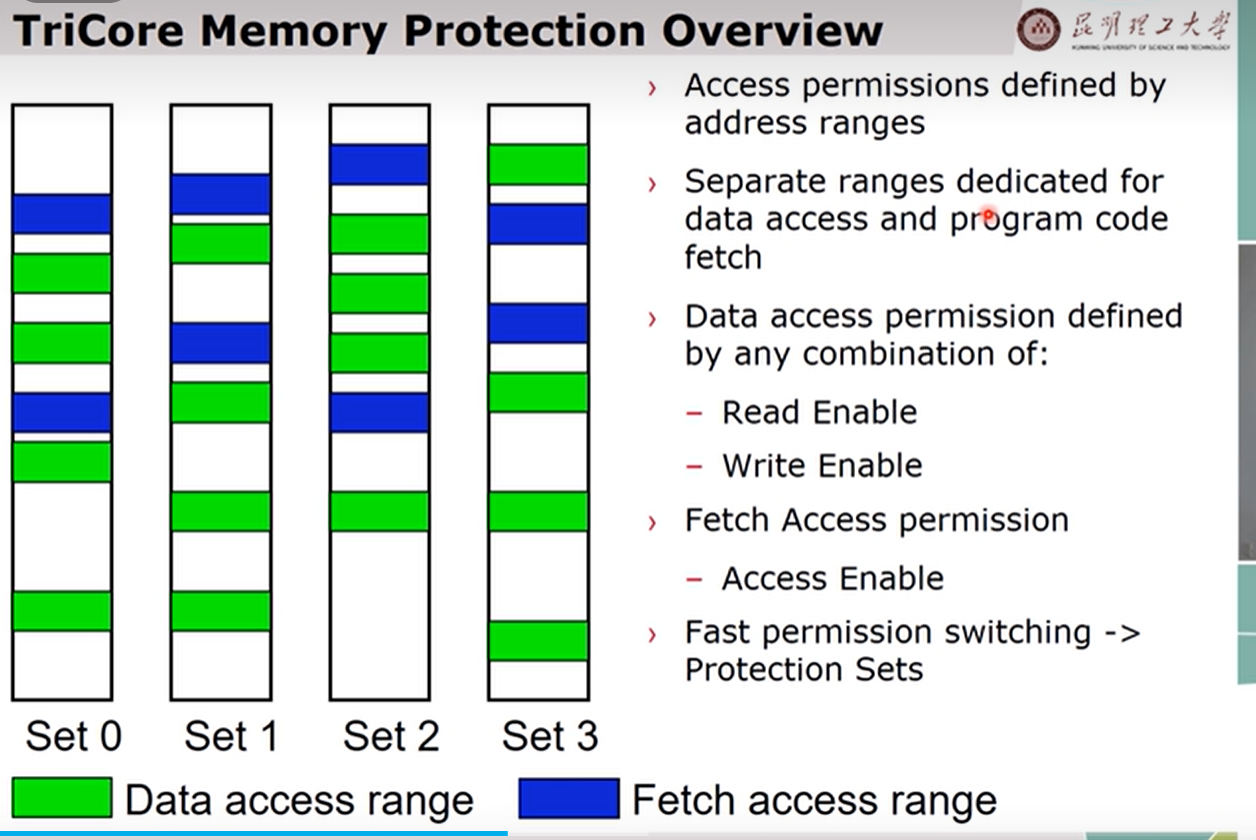 TriCore Memory Protection Overview
昆明理工大学
KUNMING UNIVERSITY OF SCIENCE AND TECHNOLOGY
› Access permissions defined by
address ranges
› Separate ranges dedicated for
data access and program code
fetch
› Data access permission defined
by any combination of:
– Read Enable
– Write Enable
› Fetch Access permission
– Access Enable
› Fast permission switching ->
Protection Sets
Set 0
Set 1
Set 2
Set 3
Data access range
Fetch access range